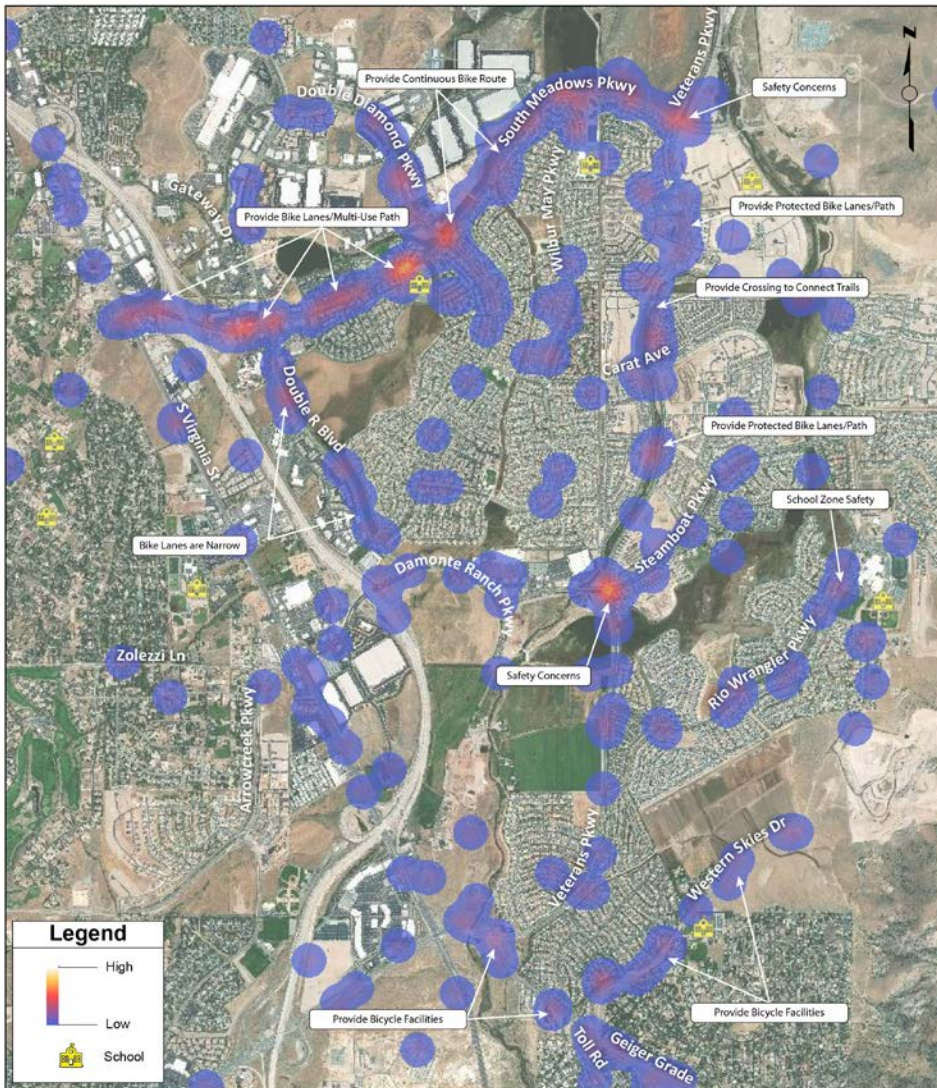 Z
Veterans Pkwy
Provide Continuous Bike Route
Safety Concerns
Double Diamond Pkwy
South Meadows Pkwy
Wilbur May Pkwy
Gateway Dr
Provide Bike Lanes/Multi-Use Path
Provide Protected Bike Lanes/Path
Provide Crossing to Connect Trails
Carat Ave
Double R Blvd
S Virginia St
Provide Protected Bike Lanes/Path
Steamboat Pkwy
School Zone Safety
Bike Lanes are Narrow
Damonte Ranch Pkwy
Zolezzi Ln
Safety Concerns
Rio Wrangler Pkwy
Arrowcreek Pkwy
Veterans Pkwy
Western Skies Dr
Legend
High
Low
School
Provide Bicycle Facilities
Provide Bicycle Facilities
Toll Rd
Geiger Grade